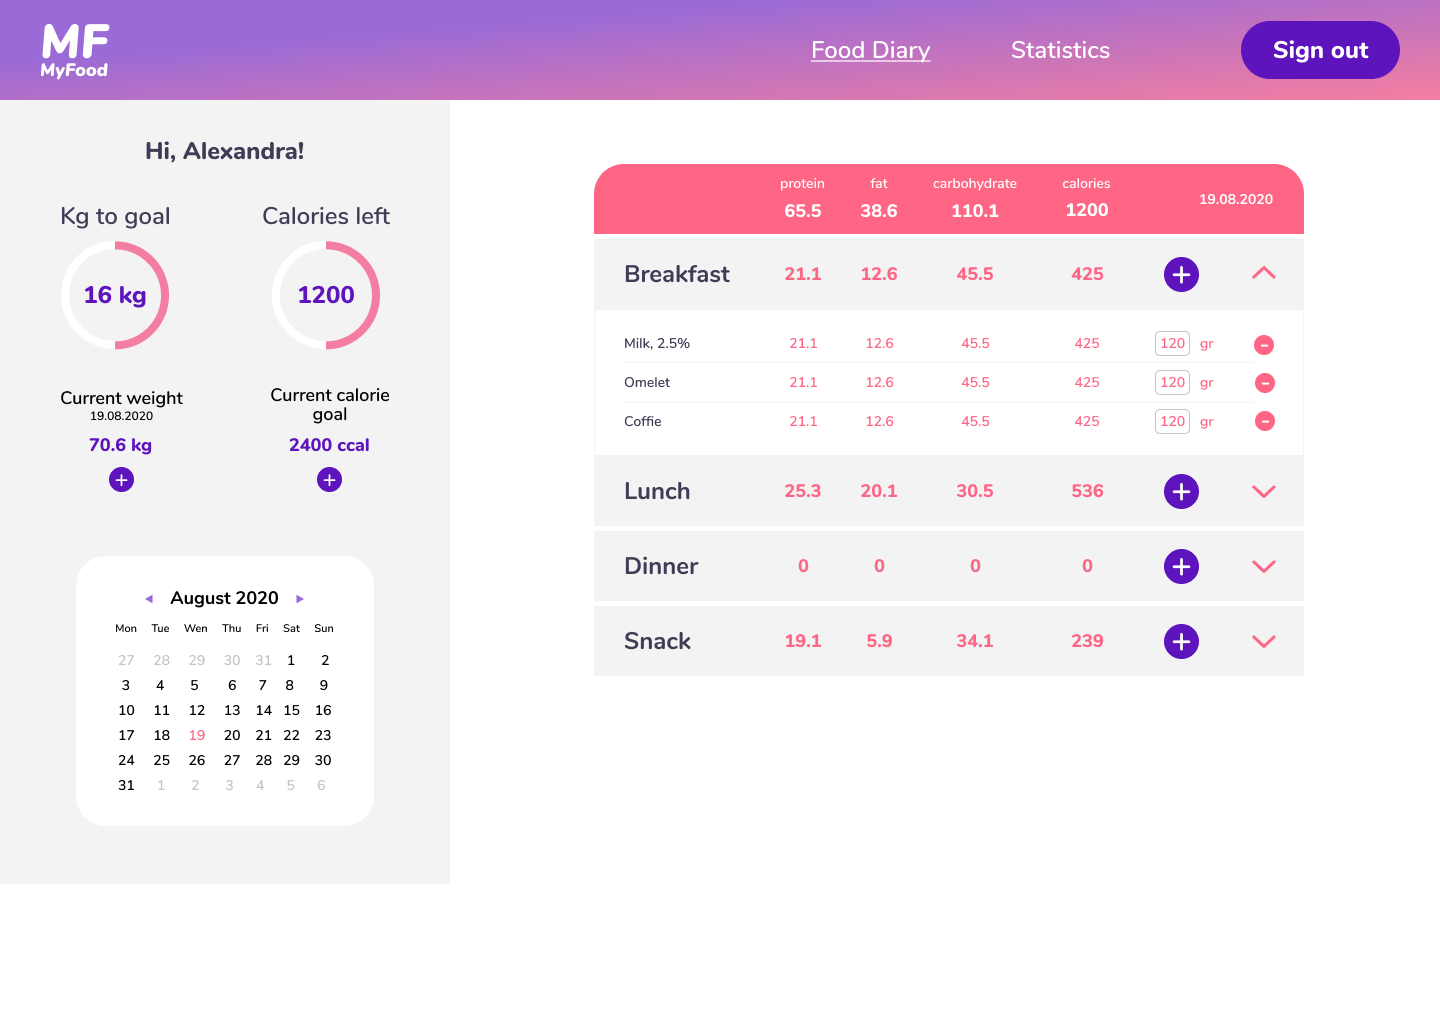 MF
MyFood
Food Diary
Statistics
Sign out
Hi, Alexandra!
Kg to goal
Calories left
16 kg
1200
Current weight
19.08.2020
70.6 kg
Current calorie
goal
2400 ccal
August 2020
Mon Tue Wen Thu Fri Sat Sun
27 28 29 30 31 1 2
3 4 5 6 7 8 9
10 11 12 13 14 15 16
17 18 19 20 21 22 23
24 25 26 27 28 29 30
31 1 2 3 4 5 6
protein fat carbohydrate calories
65.5 38.6 110.1 1200
19.08.2020
Breakfast 21.1 12.6 45.5 425
Milk, 2.5% 21.1 12.6 45.5 425 120 gr
Omelet 21.1 12.6 45.5 425 120 gr
Coffie 21.1 12.6 45.5 425 120 gr
Lunch 25.3 20.1 30.5 536
Dinner 0 0 0 0
Snack 19.1 5.9 34.1 239